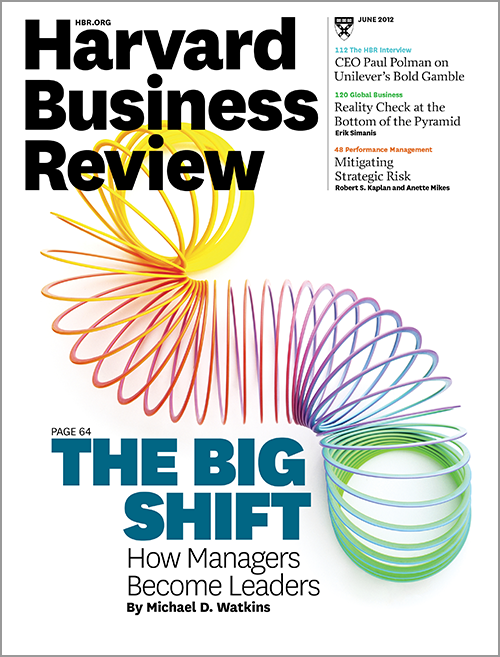 HBR.ORG
Harvard
Business
Review
JUNE 2012
112 The HBR Interview
CEO Paul Polman on
Unilever's Bold Gamble
120 Global Business
Reality Check at the
Bottom of the Pyramid
Erik Simanis
48 Performance Management
Mitigating
Strategic Risk
Robert S. Kaplan and Anette Mikes
PAGE 64
THE BIG
SHIFT
How Managers
Become Leaders
By Michael D. Watkins